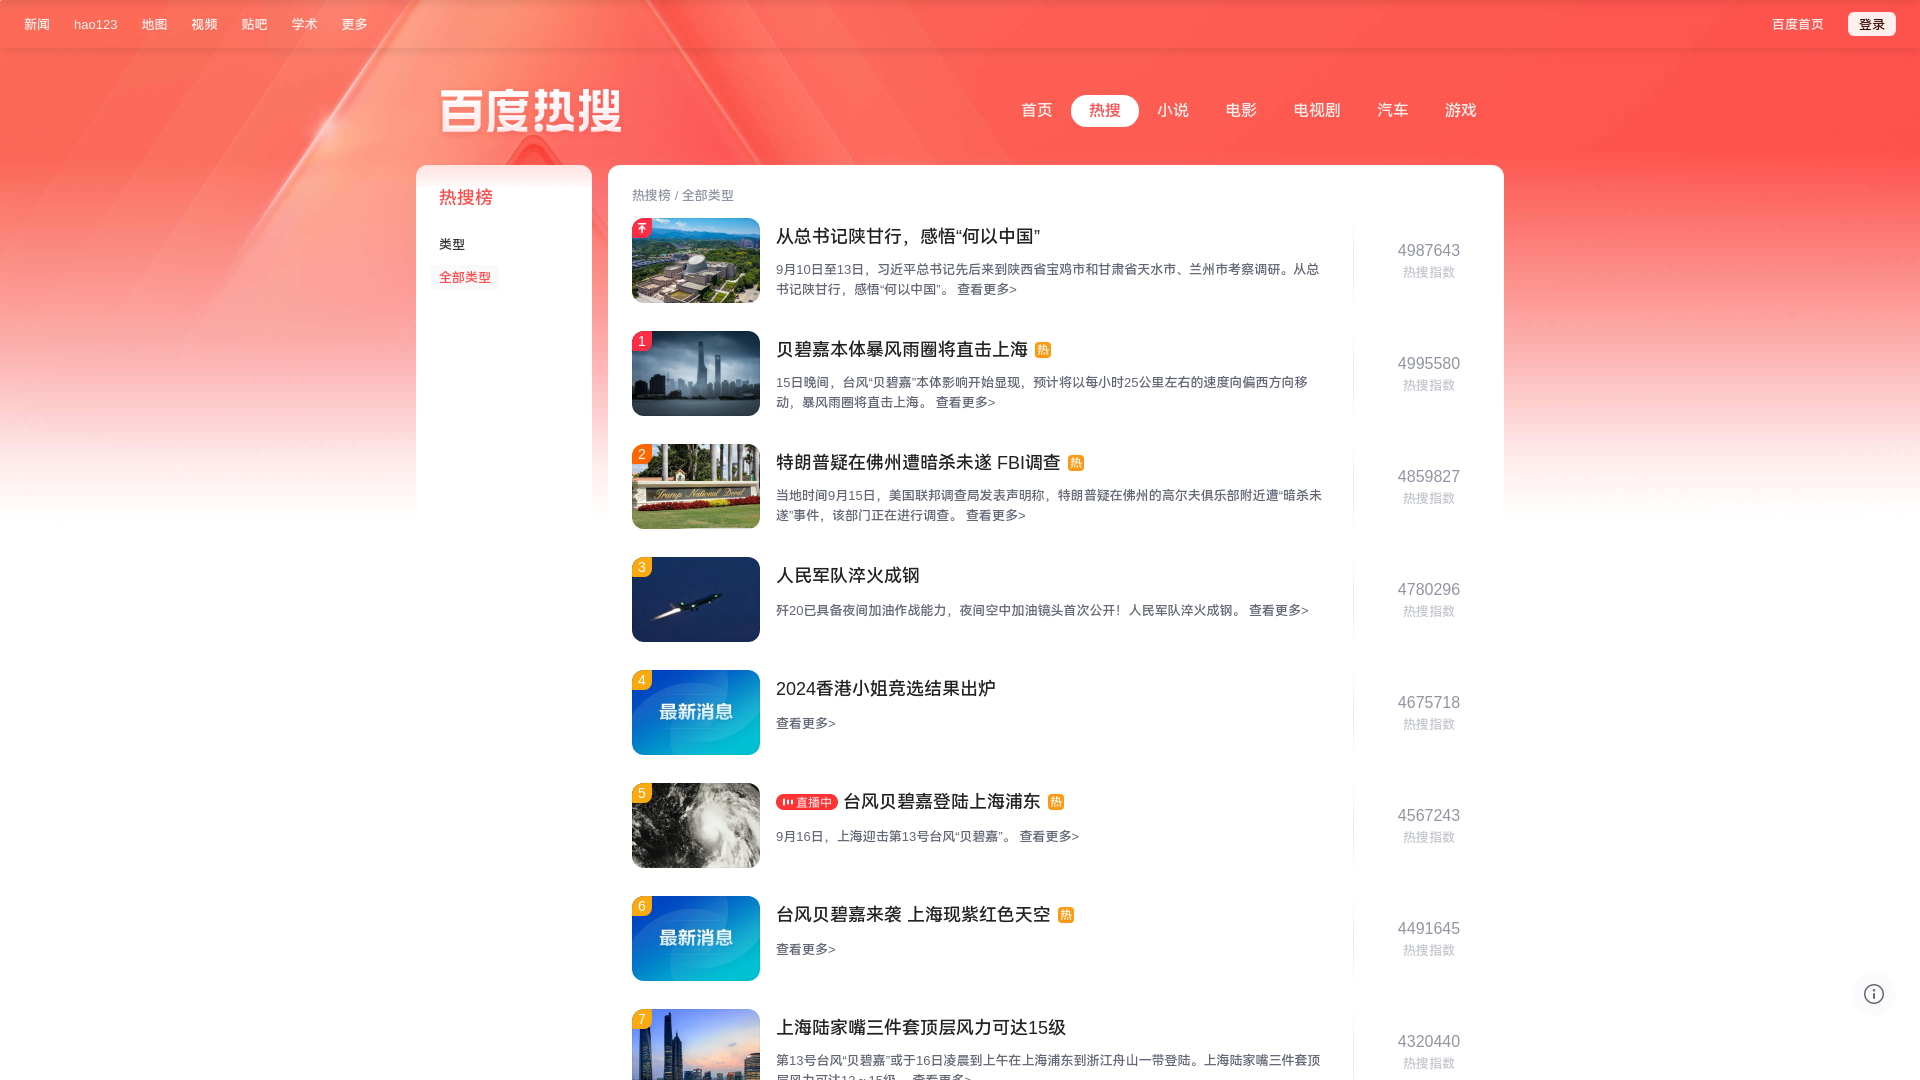 新闻 hao123 地图 视频 贴吧 学术 更多 百度首页 登录
百度热搜
首页 热搜 小说 电影 电视剧 汽车 游戏
热搜榜
类型
全部类型
热搜榜 / 全部类型
从总书记陕甘行，感悟“何以中国”
9月10日至13日，习近平总书记先后来到陕西省宝鸡市和甘肃省天水市、兰州市考察调研。从总
书记陕甘行，感悟“何以中国”。 查看更多>
4987643
热搜指数
1
贝碧嘉本体暴风雨圈将直击上海 热
15日晚间，台风“贝碧嘉”本体影响开始显现，预计将以每小时25公里左右的速度向偏西方向移
动，暴风雨圈将直击上海。 查看更多>
4995580
热搜指数
2
Trump National Doral
特朗普疑在佛州遭暗杀未遂 FBI调查 热
当地时间9月15日，美国联邦调查局发表声明称，特朗普疑在佛州的高尔夫俱乐部附近遭“暗杀未
遂”事件，该部门正在进行调查。 查看更多>
4859827
热搜指数
3
人民军队淬火成钢
歼20已具备夜间加油作战能力，夜间空中加油镜头首次公开！人民军队淬火成钢。 查看更多>
4780296
热搜指数
4
最新消息
2024香港小姐竞选结果出炉
查看更多>
4675718
热搜指数
5
直播中 台风贝碧嘉登陆上海浦东 热
9月16日，上海迎击第13号台风“贝碧嘉”。 查看更多>
4567243
热搜指数
6
最新消息
台风贝碧嘉来袭 上海现紫红色天空 热
查看更多>
4491645
热搜指数
7
上海陆家嘴三件套顶层风力可达15级
第13号台风“贝碧嘉”或于16日凌晨到上午在上海浦东到浙江舟山一带登陆。上海陆家嘴三件套顶
层风力可达13～15级。 查看更多>
4320440
热搜指数